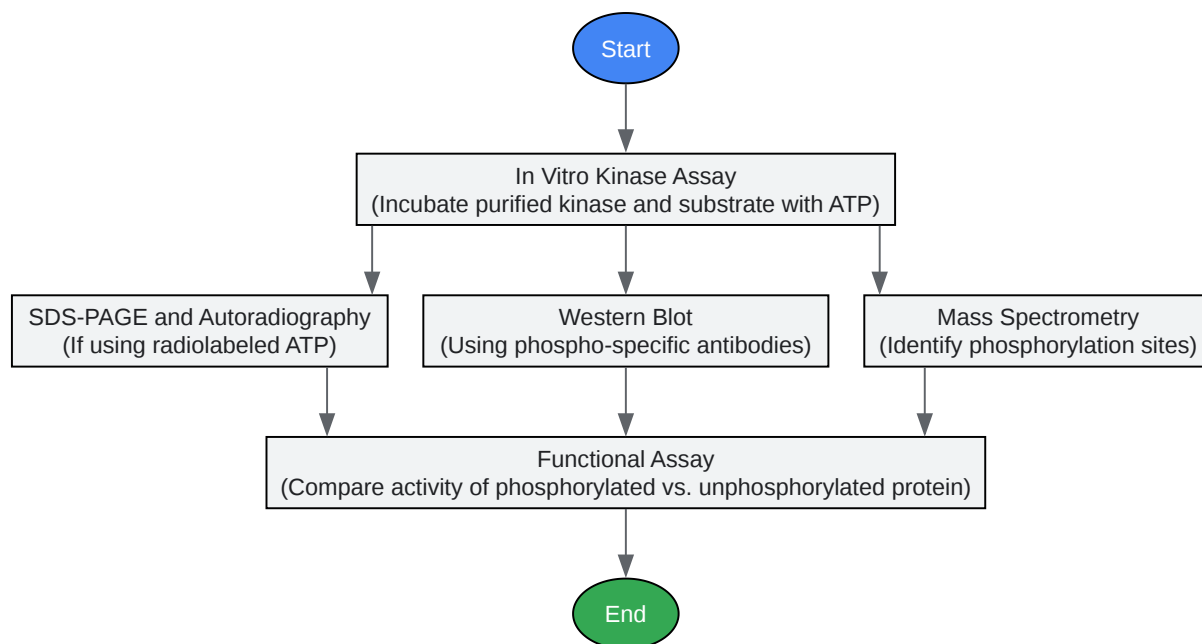 Start
In Vitro Kinase Assay
(Incubate purified kinase and substrate with ATP)
SDS-PAGE and Autoradiography
(If using radiolabeled ATP)
Western Blot
(Using phospho-specific antibodies)
Mass Spectrometry
(Identify phosphorylation sites)
Functional Assay
(Compare activity of phosphorylated vs. unphosphorylated protein)
End